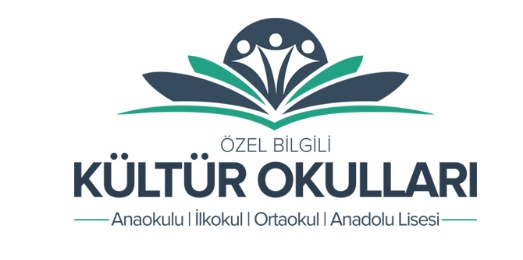 ÖZEL BİLGİLİ
KÜLTÜR OKULLARI
Anaokulu | İlkokul | Ortaokul | Anadolu Lisesi